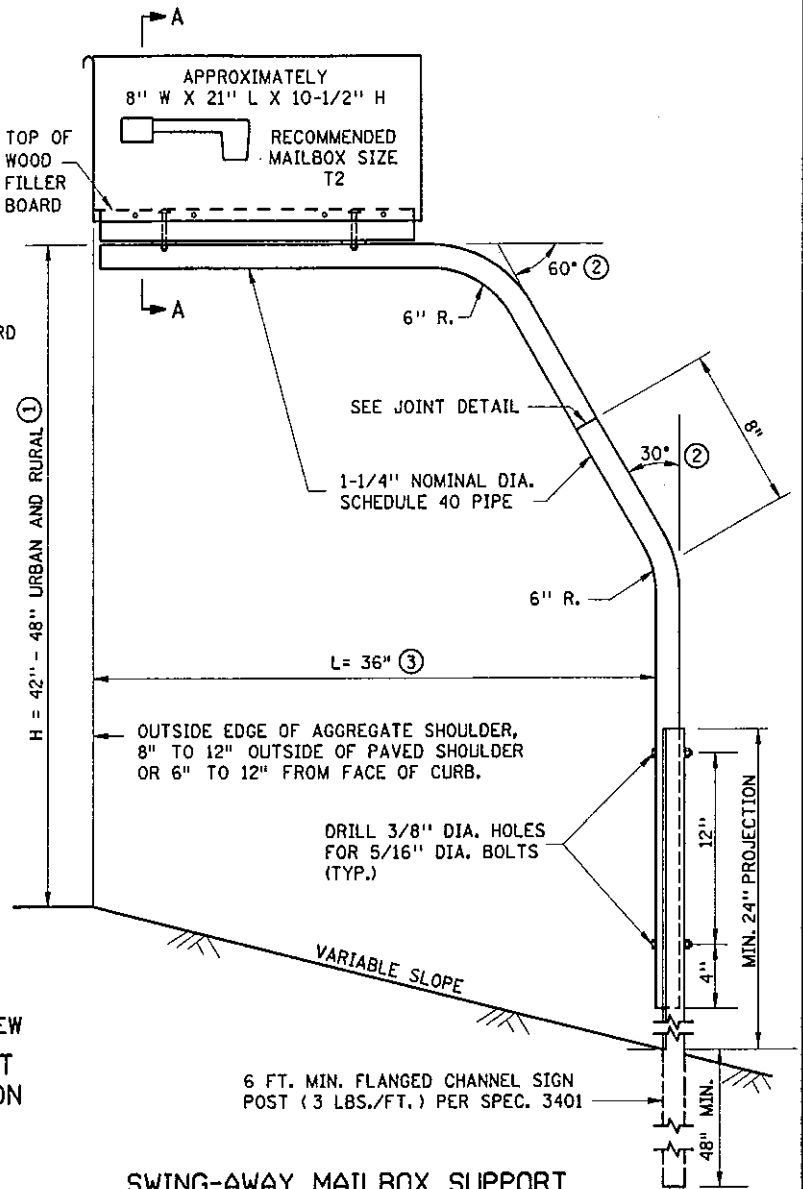 A
APPROXIMATELY
8" W X 21" L X 10-1/2" H
TOP OF
WOOD
FILLER
BOARD
RECOMMENDED
MAILBOX SIZE
T2
A
60° ②
6" R.
RD
SEE JOINT DETAIL
8"
30° ②
1-1/4" NOMINAL DIA.
SCHEDULE 40 PIPE
H = 42" - 48" URBAN AND RURAL ①
6" R.
L= 36" ③
OUTSIDE EDGE OF AGGREGATE SHOULDER,
8" TO 12" OUTSIDE OF PAVED SHOULDER
OR 6" TO 12" FROM FACE OF CURB.
DRILL 3/8" DIA. HOLES
FOR 5/16" DIA. BOLTS
(TYP.)
12"
MIN. 24" PROJECTION
4"
VARIABLE SLOPE
EW
T
ON
6 FT. MIN. FLANGED CHANNEL SIGN
POST (3 LBS./FT.) PER SPEC. 3401
48" MIN.
SWING-AWAY MAILBOX SUPPORT